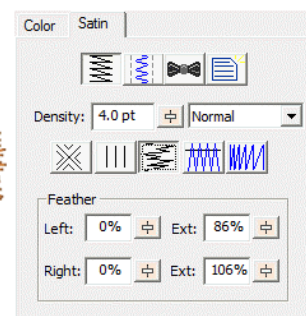 Color Satin
Density: 4.0 pt Normal
Feather
Left: 0% Ext: 86%
Right: 0% Ext: 106%